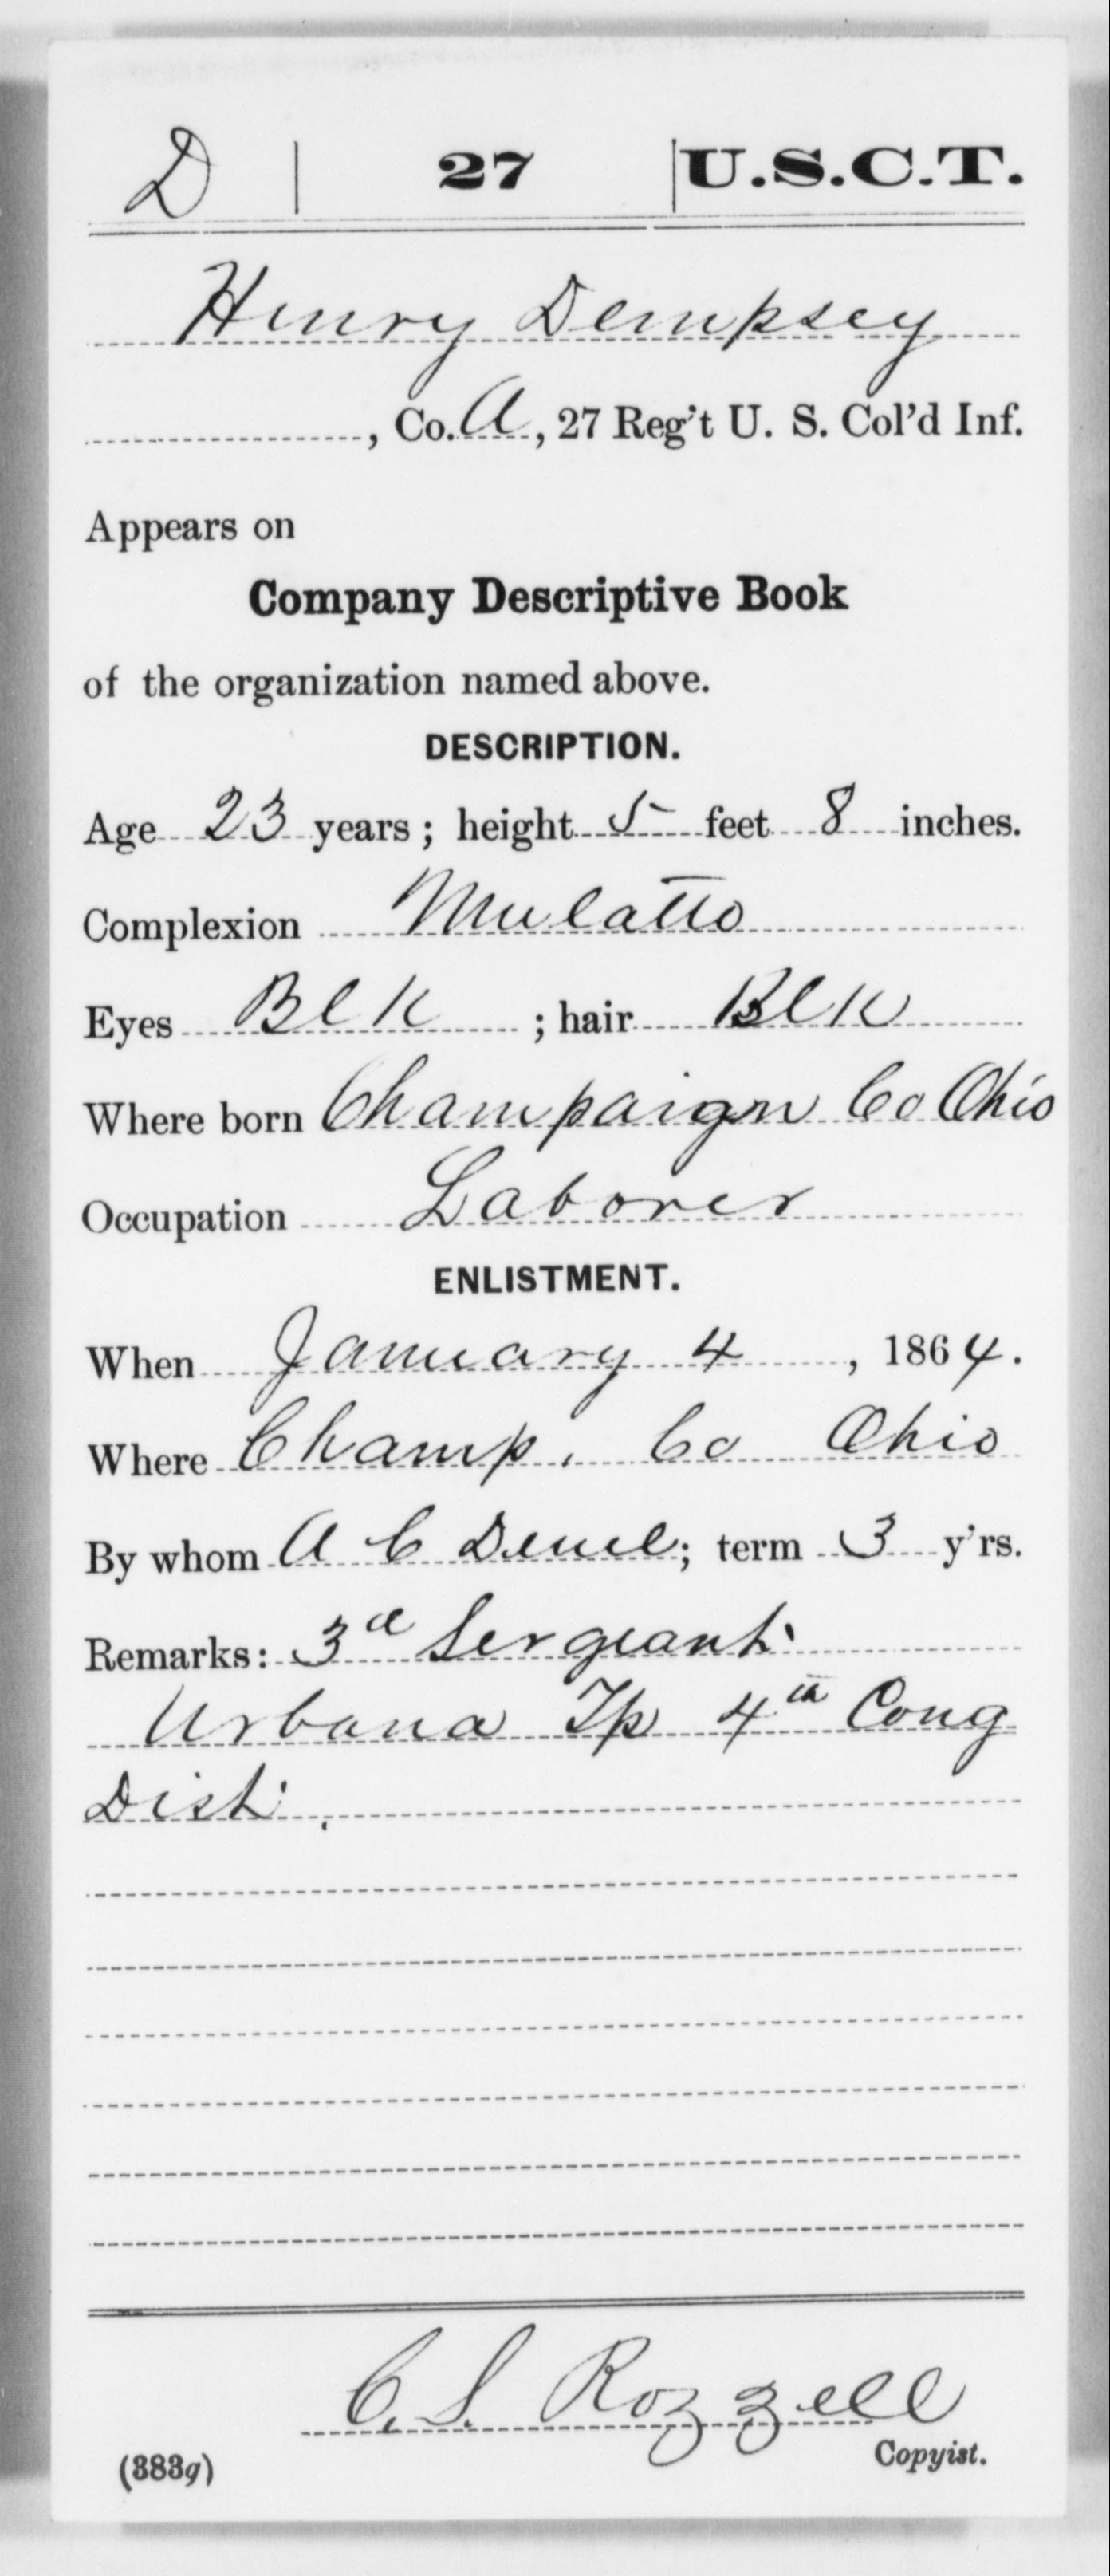 D | 27 | U.S.C.T.
Henry Dempsey
, Co. A, 27 Reg't U. S. Col'd Inf.
Appears on
Company Descriptive Book
of the organization named above.
DESCRIPTION.
Age 23 years; height 5 feet 8 inches.
Complexion Mulatto
Eyes Blk ; hair Blk
Where born Champaign Co Ohio
Occupation Laborer
ENLISTMENT.
When January 4, 1864.
Where Champ. Co Ohio
By whom A C Deuel; term 3 y'rs.
Remarks: 3d Sergeant
Urbana Tp 4th Cong
Dist.
C. S. Rozzell
(383g) Copyist.